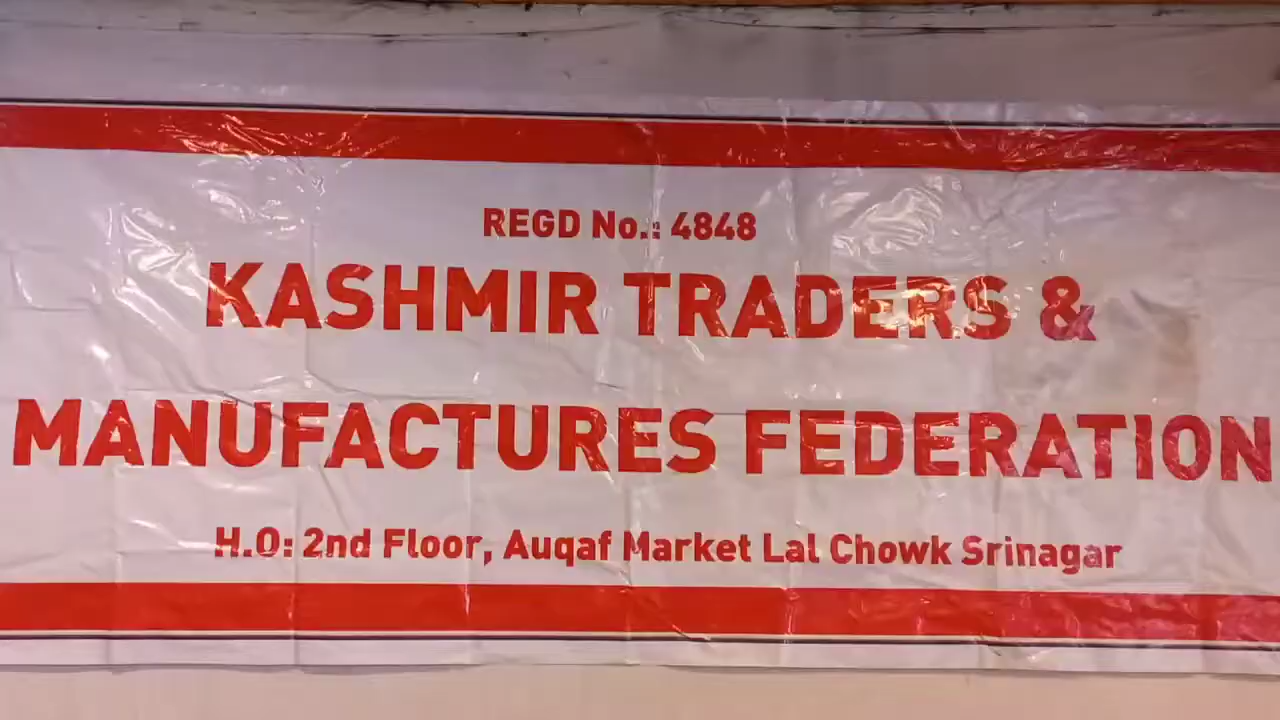 REGD No.: 4848
KASHMIR TRADERS &
MANUFACTURES FEDERATION
H.O: 2nd Floor, Auqaf Market Lal Chowk Srinagar